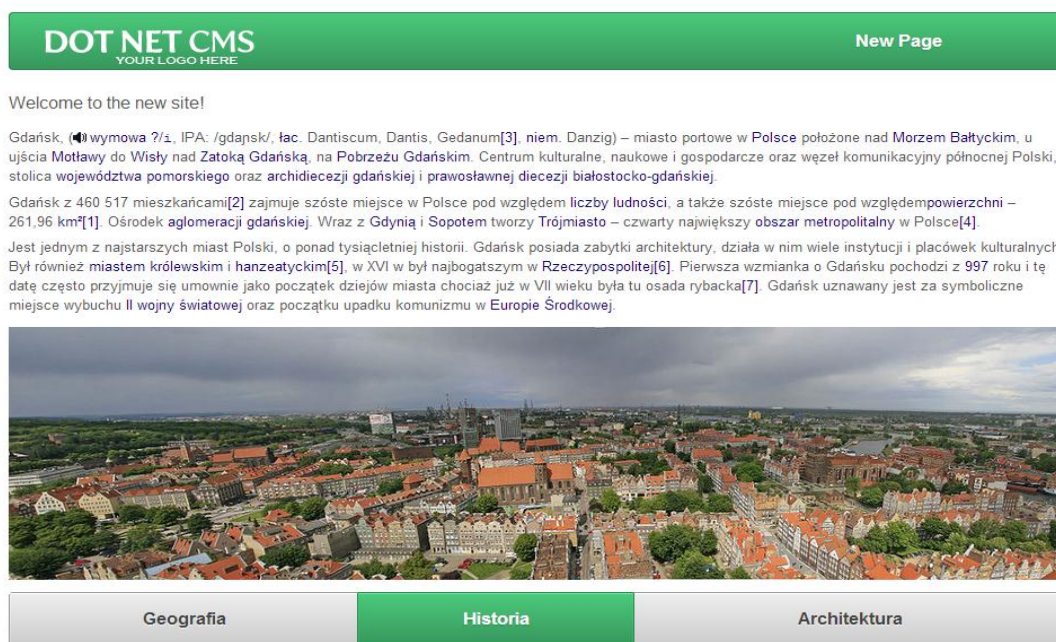 DOT NET CMS
YOUR LOGO HERE
New Page
Welcome to the new site!
Gdańsk, (wymowa ?/i, IPA: /gdaɲsk/, łac. Dantiscum, Dantis, Gedanum[3], niem. Danzig) – miasto portowe w Polsce położone nad Morzem Bałtyckim, u
ujścia Motławy do Wisły nad Zatoką Gdańską, na Pobrzeżu Gdańskim. Centrum kulturalne, naukowe i gospodarcze oraz węzeł komunikacyjny północnej Polski,
stolica województwa pomorskiego oraz archidiecezji gdańskiej i prawosławnej diecezji białostocko-gdańskiej.
Gdańsk z 460 517 mieszkańcami[2] zajmuje szóste miejsce w Polsce pod względem liczby ludności, a także szóste miejsce pod względempowierzchni –
261,96 km²[1]. Ośrodek aglomeracji gdańskiej. Wraz z Gdynią i Sopotem tworzy Trójmiasto – czwarty największy obszar metropolitalny w Polsce[4].
Jest jednym z najstarszych miast Polski, o ponad tysiącletniej historii. Gdańsk posiada zabytki architektury, działa w nim wiele instytucji i placówek kulturalnych
Był również miastem królewskim i hanzeatyckim[5], w XVI w był najbogatszym w Rzeczypospolitej[6]. Pierwsza wzmianka o Gdańsku pochodzi z 997 roku i tę
datę często przyjmuje się umownie jako początek dziejów miasta chociaż już w VII wieku była tu osada rybacka[7]. Gdańsk uznawany jest za symboliczne
miejsce wybuchu II wojny światowej oraz początku upadku komunizmu w Europie Środkowej.
Geografia
Historia
Architektura